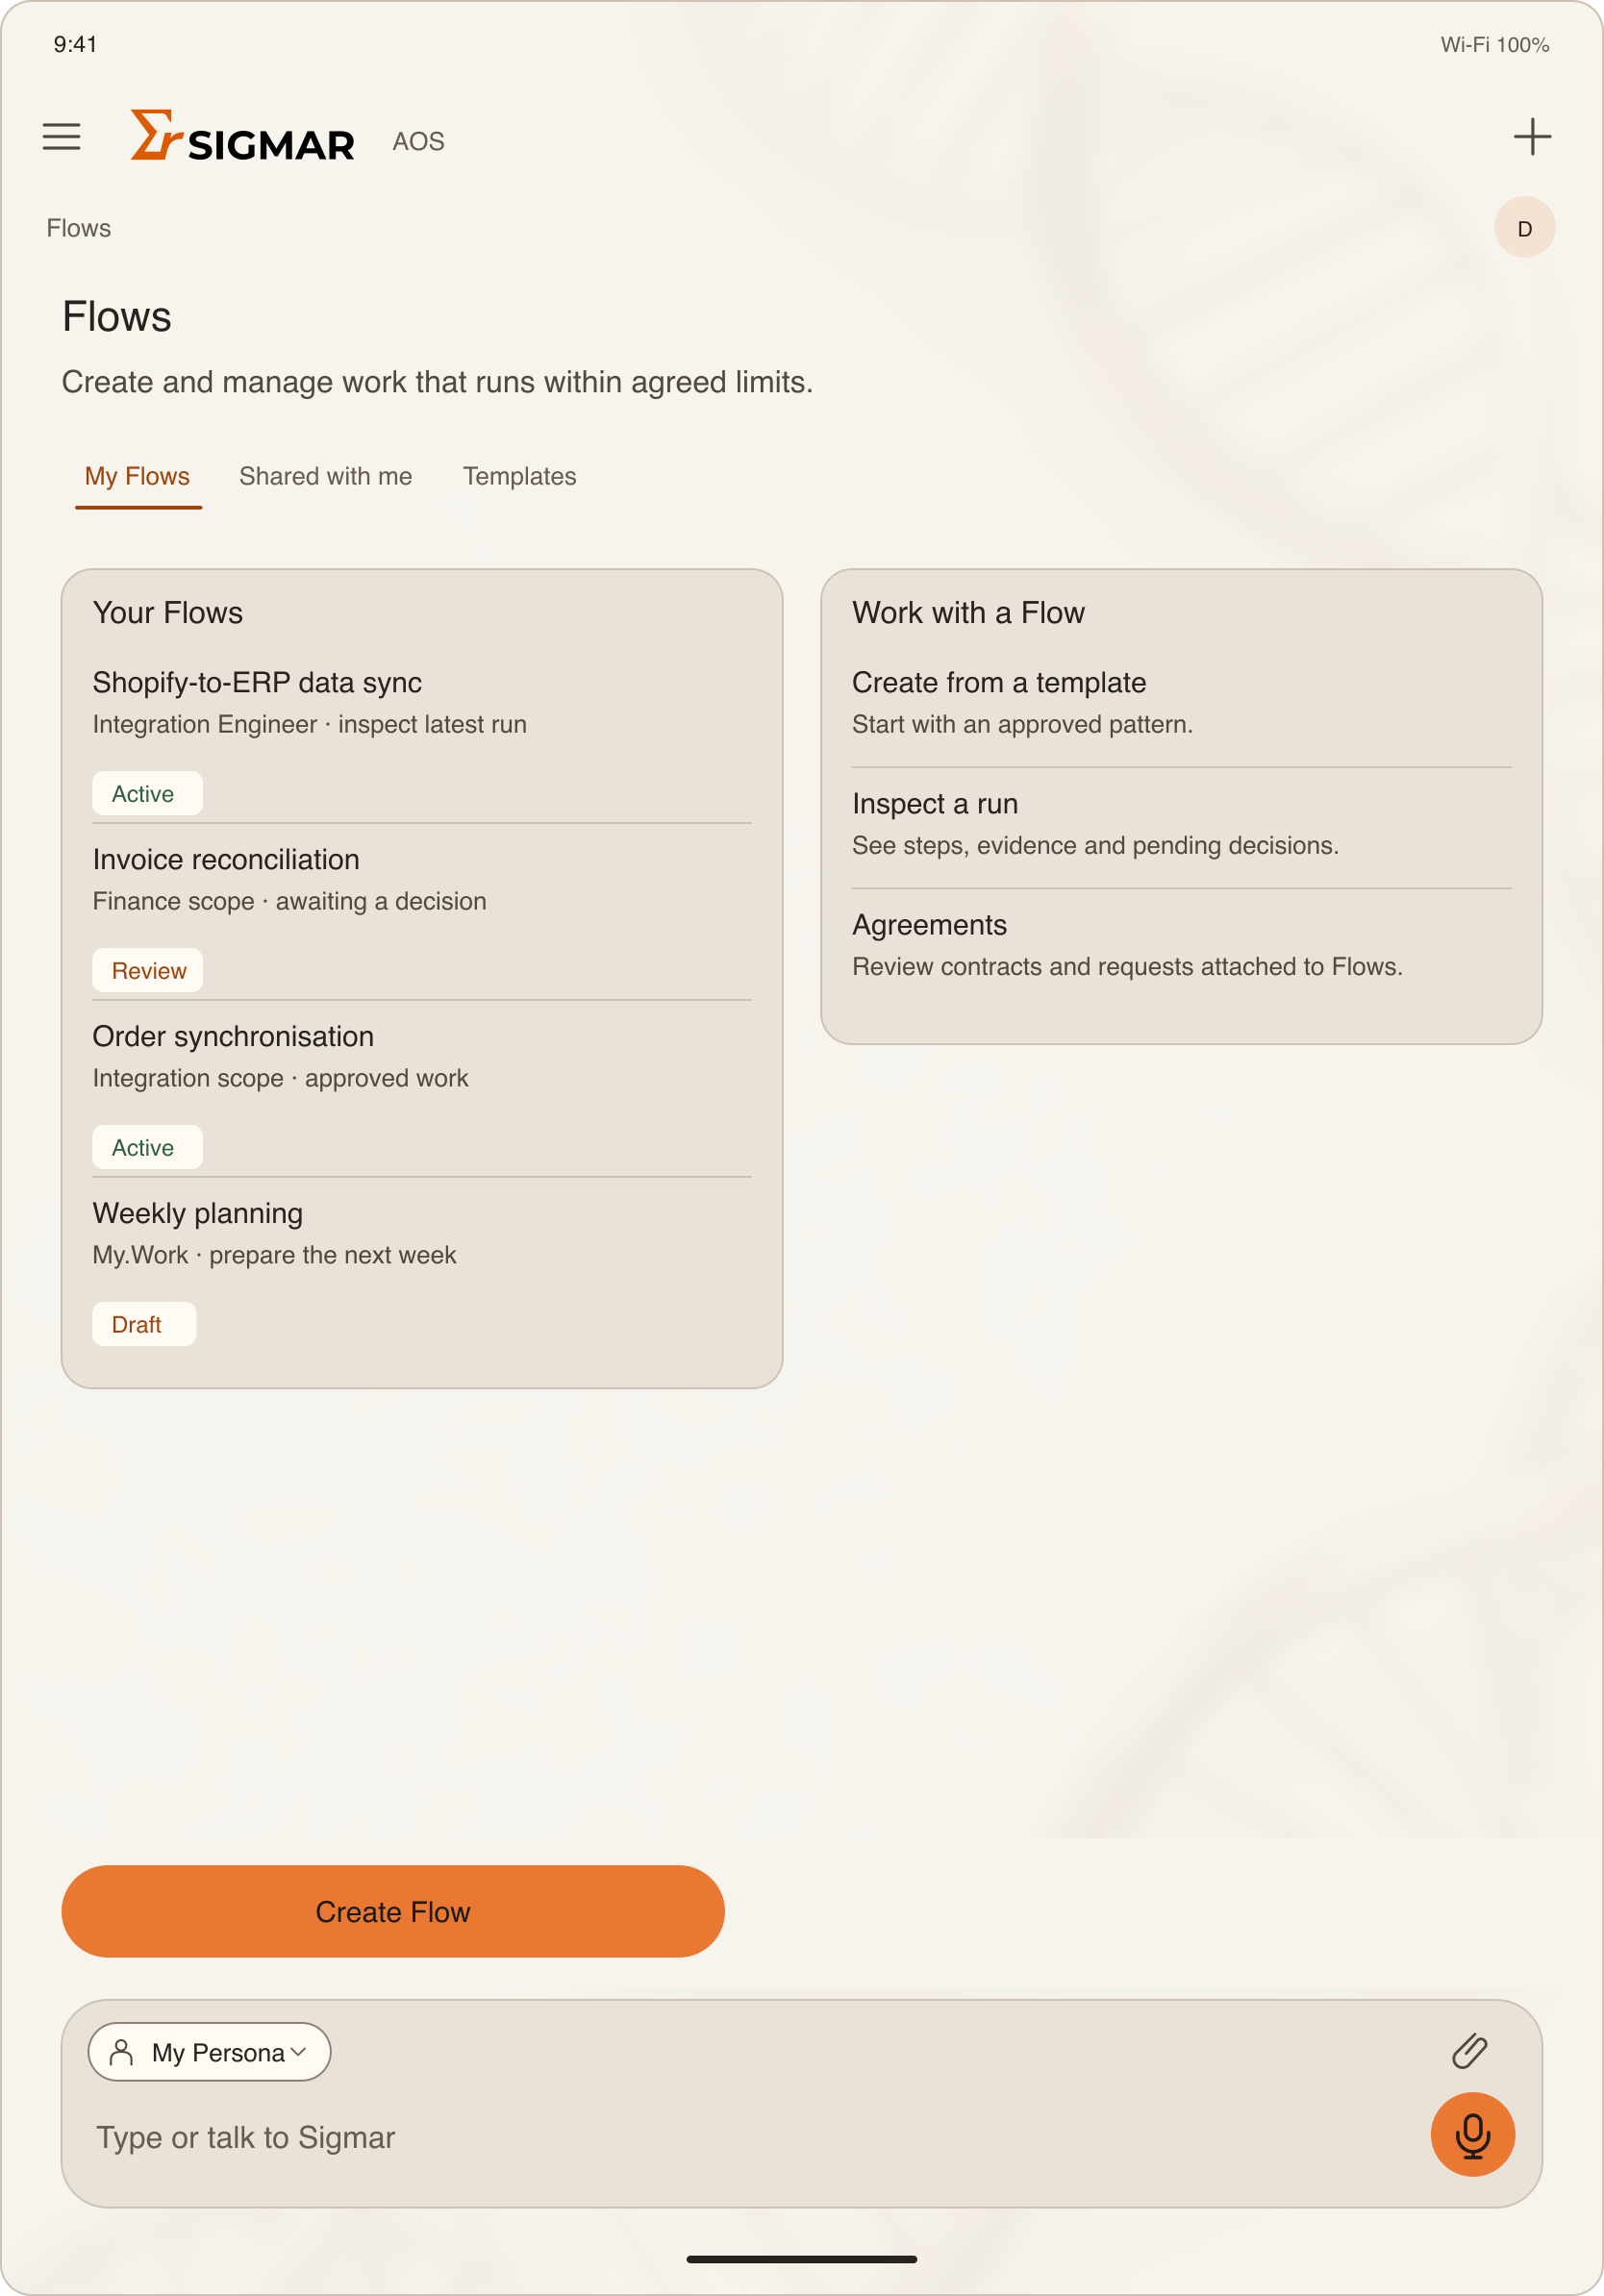 9:41
Wi-Fi 100%
Σr SIGMAR AOS
Flows
D
Flows
Create and manage work that runs within agreed limits.
My Flows
Shared with me
Templates
Your Flows
Shopify-to-ERP data sync
Integration Engineer · inspect latest run
Active
Invoice reconciliation
Finance scope · awaiting a decision
Review
Order synchronisation
Integration scope · approved work
Active
Weekly planning
My.Work · prepare the next week
Draft
Work with a Flow
Create from a template
Start with an approved pattern.
Inspect a run
See steps, evidence and pending decisions.
Agreements
Review contracts and requests attached to Flows.
Create Flow
My Persona
Type or talk to Sigmar